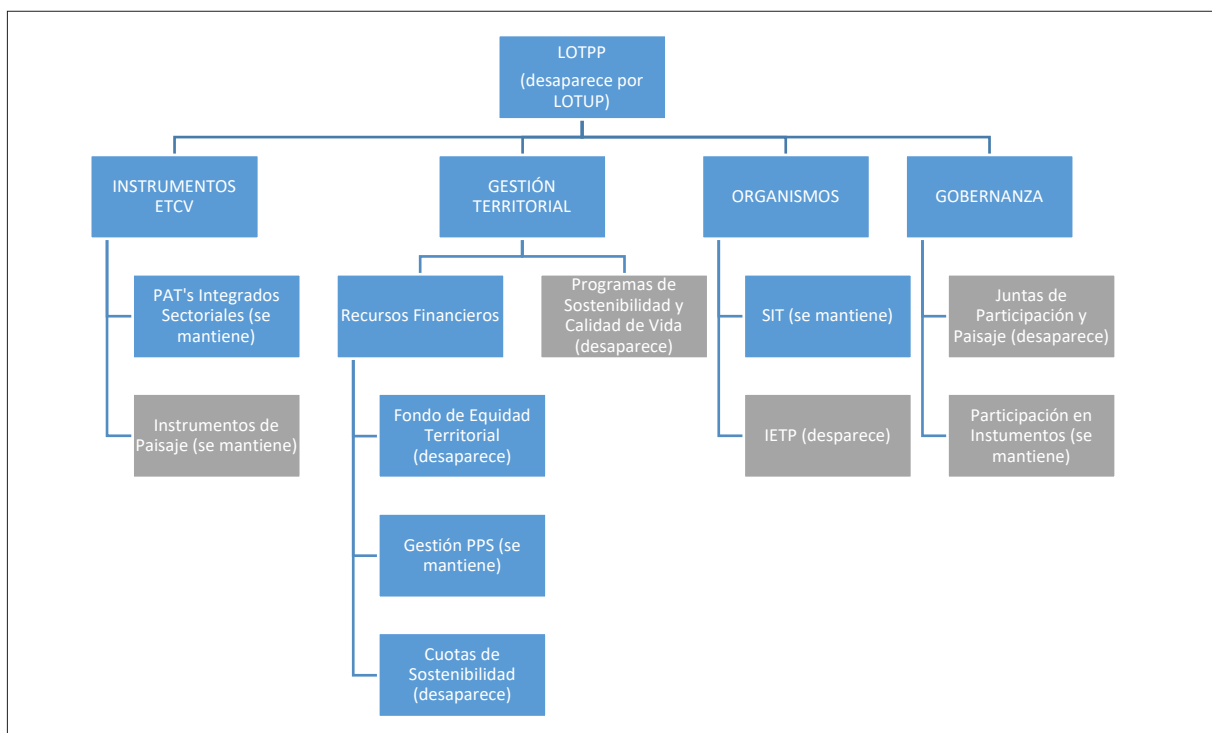 LOTPP
(desaparece por
LOTUP)
INSTRUMENTOS
ETCV
GESTIÓN
TERRITORIAL
ORGANISMOS
GOBERNANZA
PAT's Integrados
Sectoriales (se
mantiene)
Recursos Financieros
Programas de
Sostenibilidad y
Calidad de Vida
(desaparece)
SIT (se mantiene)
Juntas de
Participación y
Paisaje (desaparece)
Instrumentos de
Paisaje (se mantiene)
Fondo de Equidad
Territorial
(desaparece)
IETP (desparece)
Participación en
Instumentos (se
mantiene)
Gestión PPS (se
mantiene)
Cuotas de
Sostenibilidad
(desaparece)